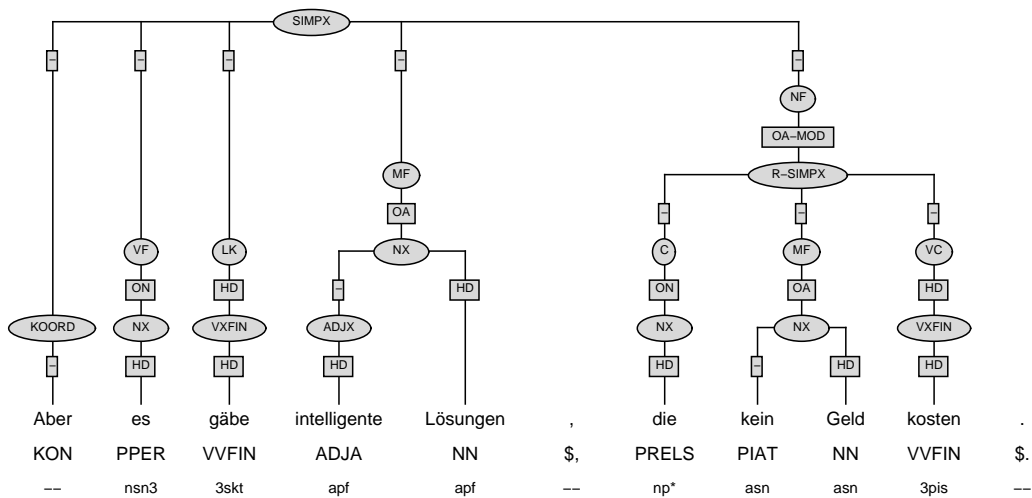 SIMPX
– – – – –
NF
OA–MOD
MF R–SIMPX
OA – – –
VF LK NX C MF VC
ON HD – HD ON OA HD
KOORD NX VXFIN ADJX NX NX VXFIN
– HD HD HD HD – HD HD
Aber es gäbe intelligente Lösungen , die kein Geld kosten .
KON PPER VVFIN ADJA NN $, PRELS PIAT NN VVFIN $.
–– nsn3 3skt apf apf –– np* asn asn 3pis ––